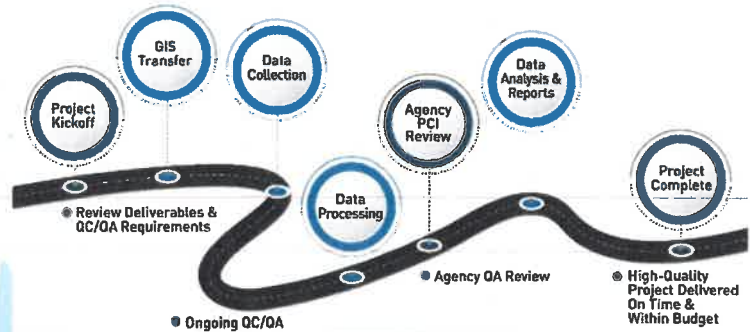 Project
Kickoff
GIS
Transfer
Data
Collection
Data
Processing
Agency
PCI
Review
Data
Analysis &
Reports
Project
Complete
Review Deliverables &
QC/QA Requirements
Ongoing QC/QA
Agency QA Review
High-Quality
Project Delivered
On Time &
Within Budget